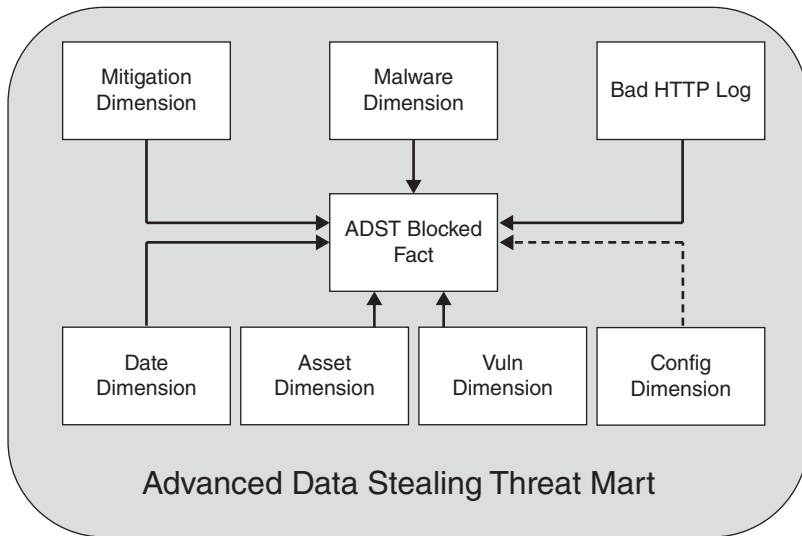 Mitigation
Dimension
Malware
Dimension
Bad HTTP Log
ADST Blocked
Fact
Date
Dimension
Asset
Dimension
Vuln
Dimension
Config
Dimension
Advanced Data Stealing Threat Mart